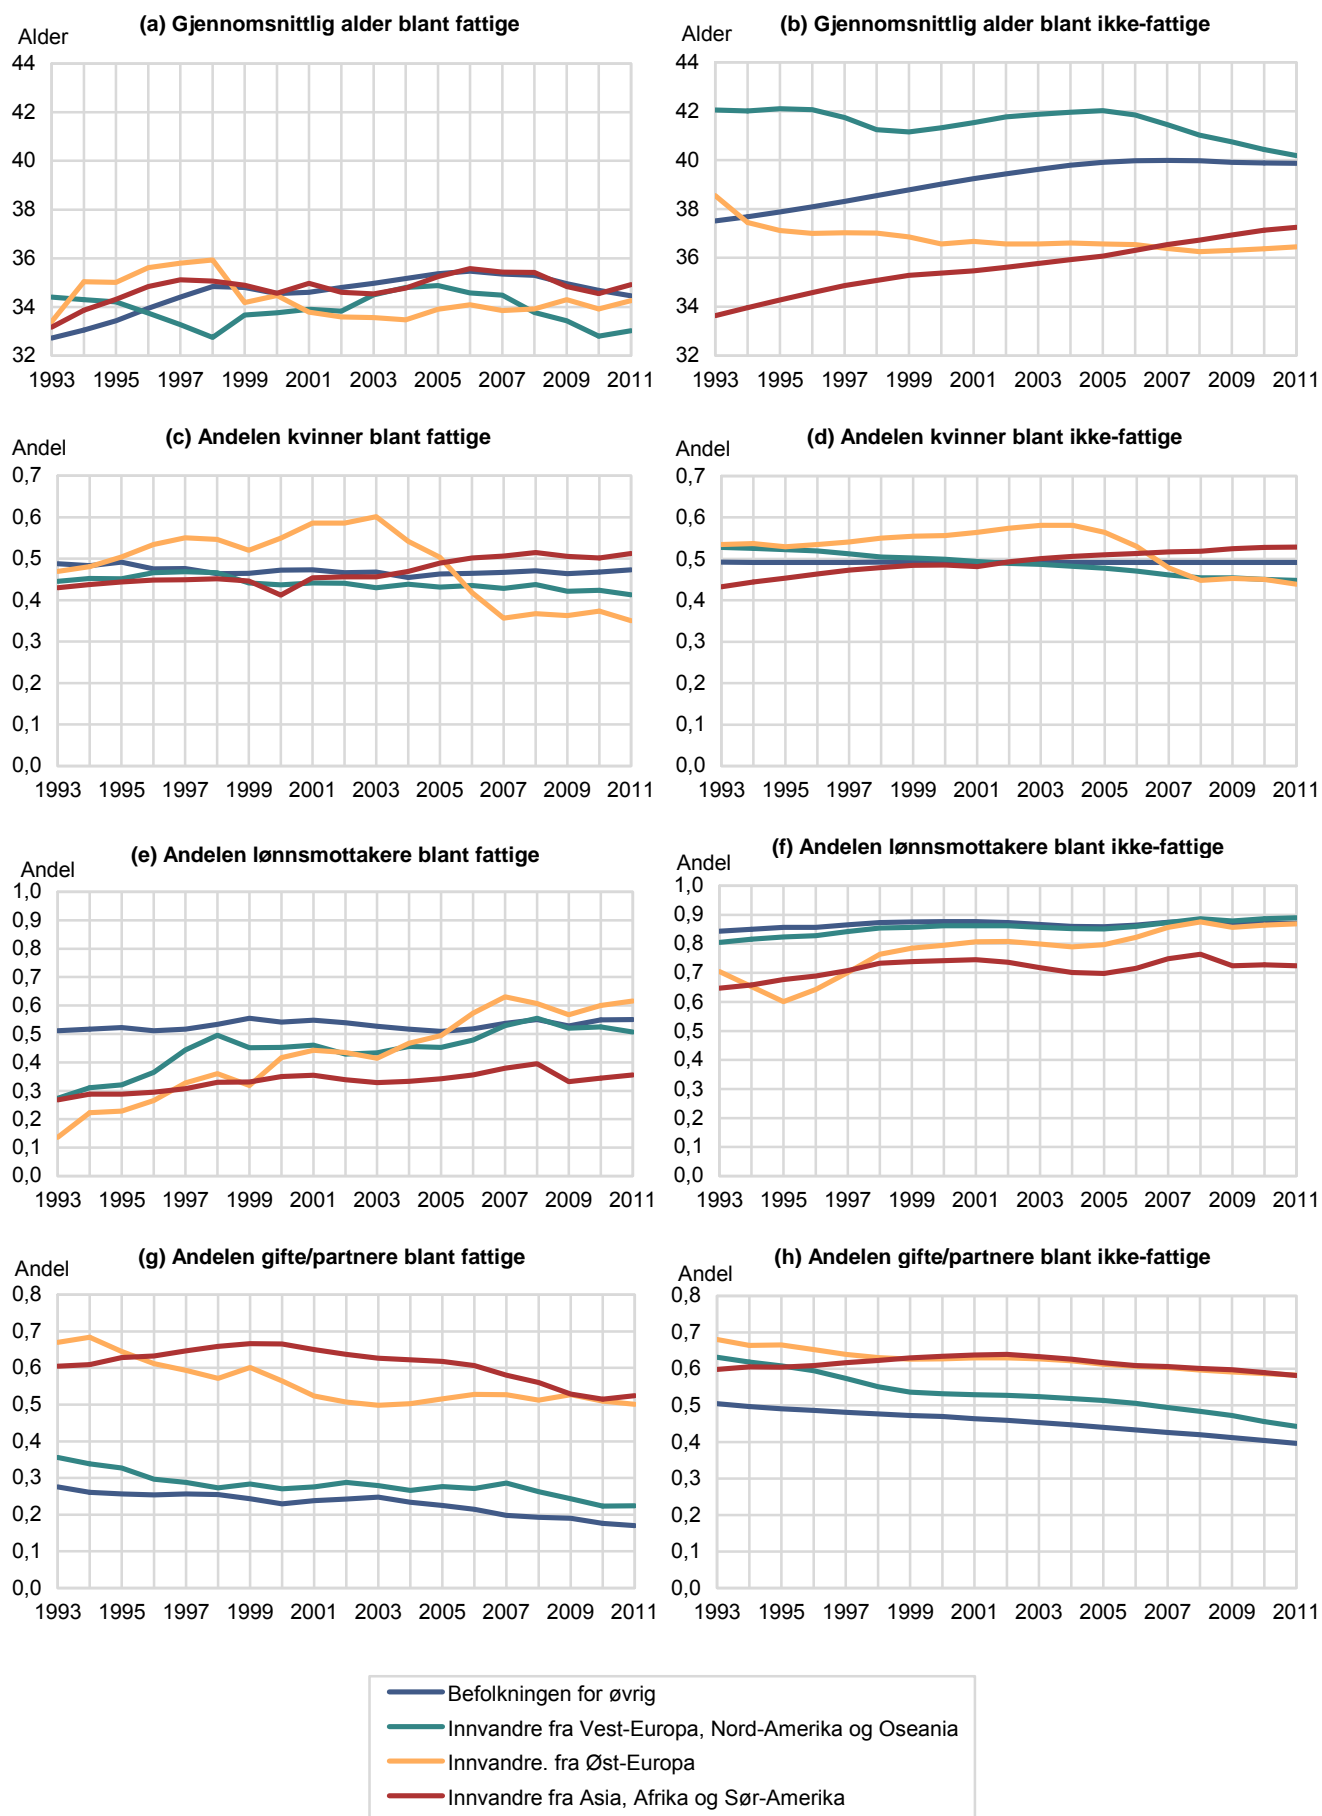 (a) Gjennomsnittlig alder blant fattige
Alder
44
42
40
38
36
34
32
1993 1995 1997 1999 2001 2003 2005 2007 2009 2011
(b) Gjennomsnittlig alder blant ikke-fattige
Alder
44
42
40
38
36
34
32
1993 1995 1997 1999 2001 2003 2005 2007 2009 2011
(c) Andelen kvinner blant fattige
Andel
0,7
0,6
0,5
0,4
0,3
0,2
0,1
0,0
1993 1995 1997 1999 2001 2003 2005 2007 2009 2011
(d) Andelen kvinner blant ikke-fattige
Andel
0,7
0,6
0,5
0,4
0,3
0,2
0,1
0,0
1993 1995 1997 1999 2001 2003 2005 2007 2009 2011
(e) Andelen lønnsmottakere blant fattige
Andel
1,0
0,9
0,8
0,7
0,6
0,5
0,4
0,3
0,2
0,1
0,0
1993 1995 1997 1999 2001 2003 2005 2007 2009 2011
(f) Andelen lønnsmottakere blant ikke-fattige
Andel
1,0
0,9
0,8
0,7
0,6
0,5
0,4
0,3
0,2
0,1
0,0
1993 1995 1997 1999 2001 2003 2005 2007 2009 2011
(g) Andelen gifte/partnere blant fattige
Andel
0,8
0,7
0,6
0,5
0,4
0,3
0,2
0,1
0,0
1993 1995 1997 1999 2001 2003 2005 2007 2009 2011
(h) Andelen gifte/partnere blant ikke-fattige
Andel
0,8
0,7
0,6
0,5
0,4
0,3
0,2
0,1
0,0
1993 1995 1997 1999 2001 2003 2005 2007 2009 2011
Befolkningen for øvrig
Innvandre fra Vest-Europa, Nord-Amerika og Oseania
Innvandre. fra Øst-Europa
Innvandre fra Asia, Afrika og Sør-Amerika